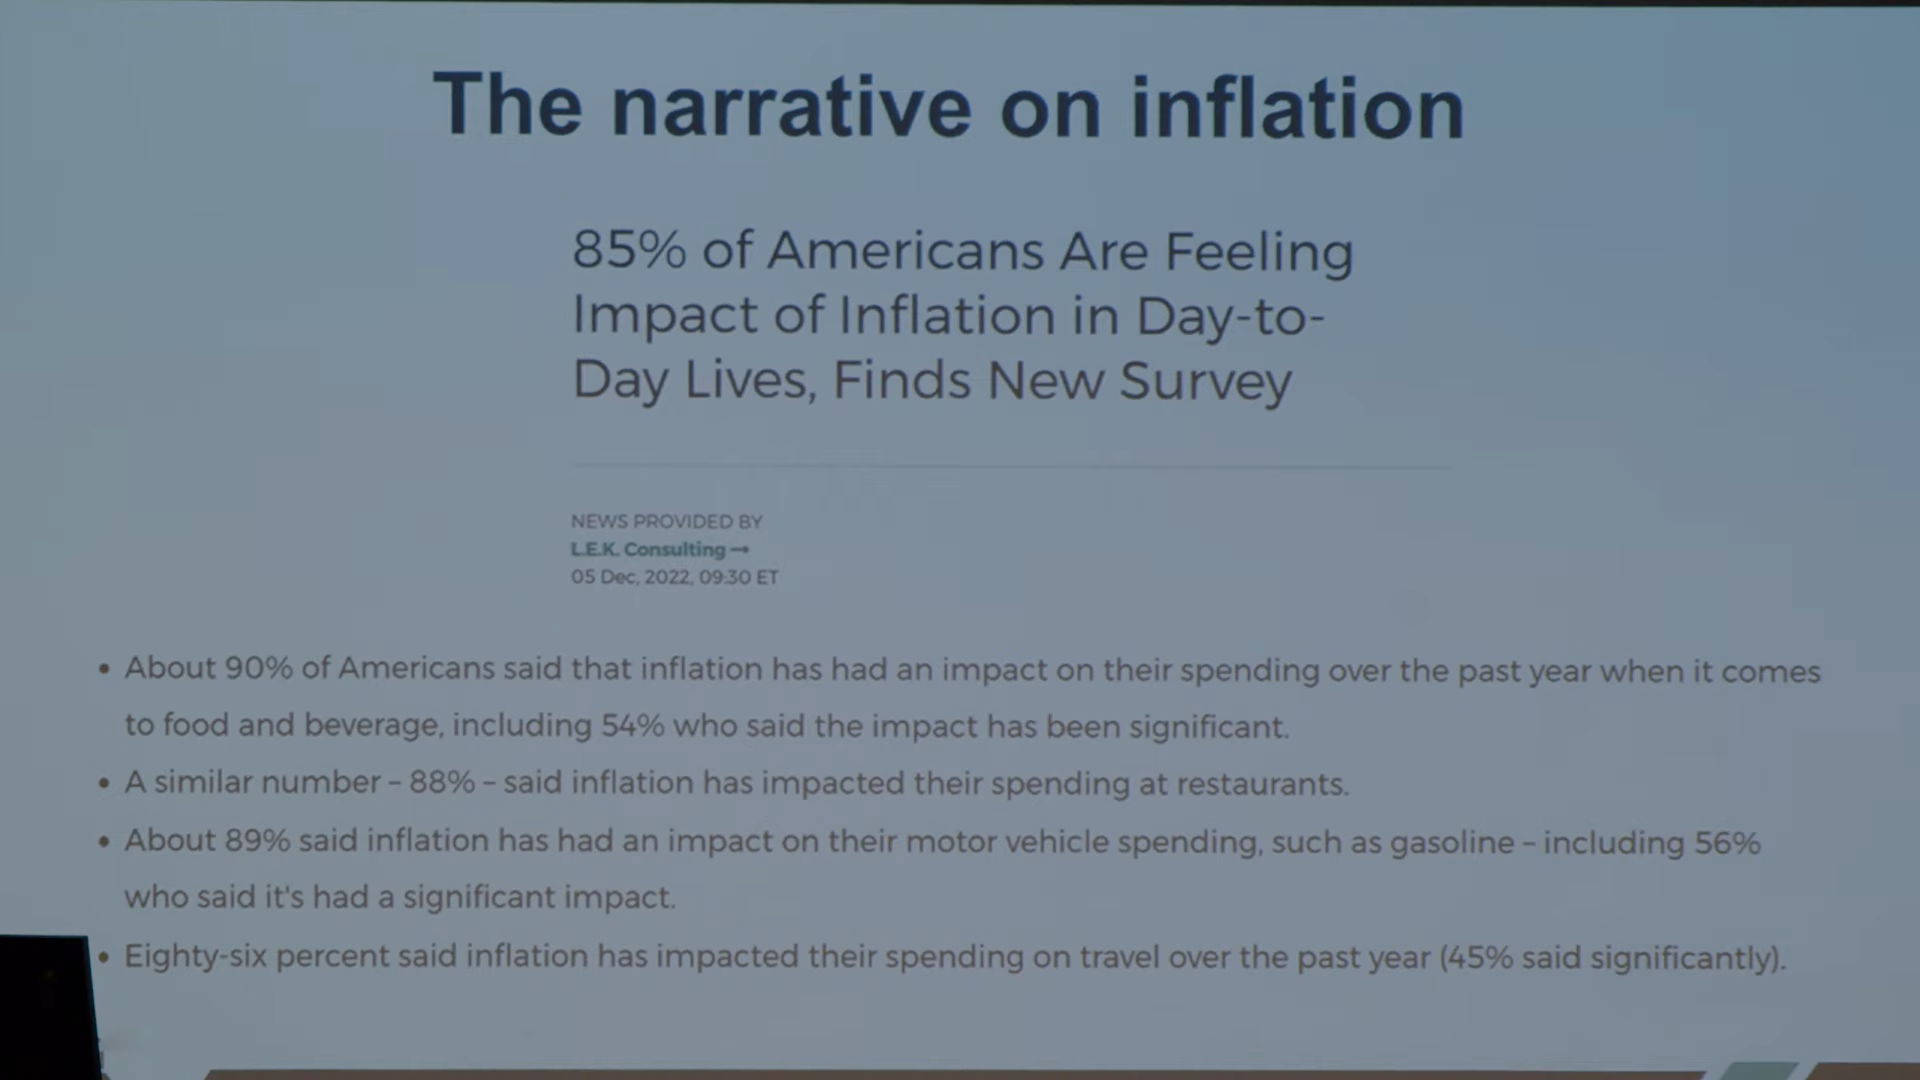 The narrative on inflation
85% of Americans Are Feeling
Impact of Inflation in Day-to-
Day Lives, Finds New Survey
NEWS PROVIDED BY
L.E.K. Consulting →
05 Dec, 2022, 09:30 ET
• About 90% of Americans said that inflation has had an impact on their spending over the past year when it comes
to food and beverage, including 54% who said the impact has been significant.
• A similar number – 88% – said inflation has impacted their spending at restaurants.
• About 89% said inflation has had an impact on their motor vehicle spending, such as gasoline – including 56%
who said it's had a significant impact.
• Eighty-six percent said inflation has impacted their spending on travel over the past year (45% said significantly).